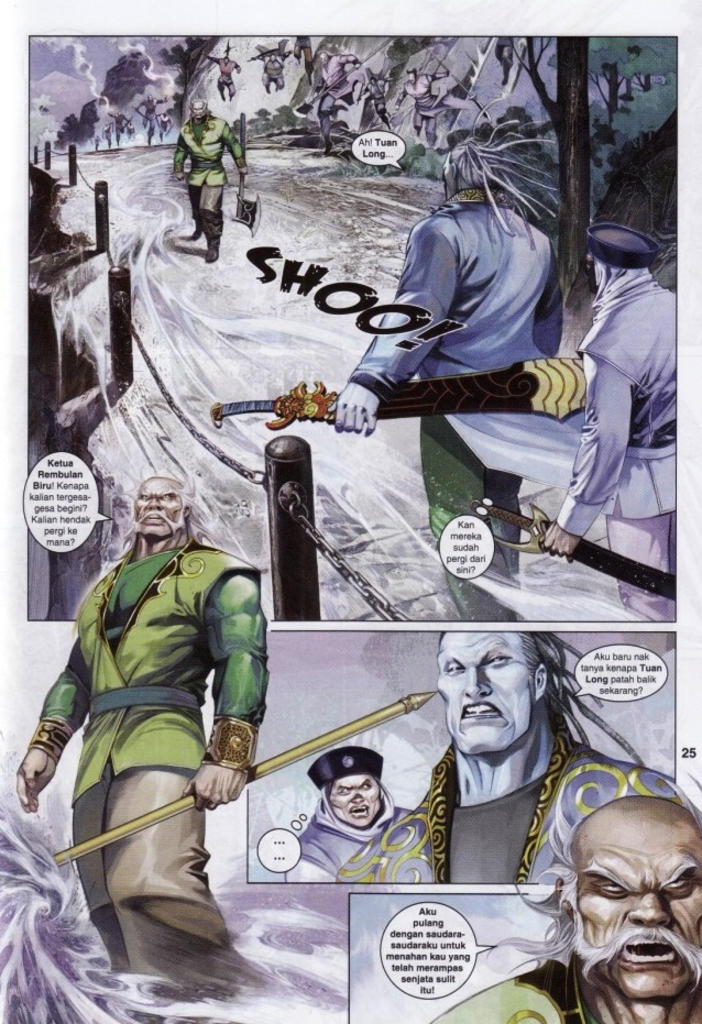 Ah! Tuan
Long...
SHOO!
Ketua
Rembulan
Biru! Kenapa
kalian tergesa-
gesa begini?
Kalian hendak
pergi ke
mana?
Kan
mereka
sudah
pergi dari
sini?
Aku baru nak
tanya kenapa Tuan
Long patah balik
sekarang?
...
...
25
Aku
pulang
dengan saudara-
saudaraku untuk
menahan kau yang
telah merampas
senjata sulit
itu!